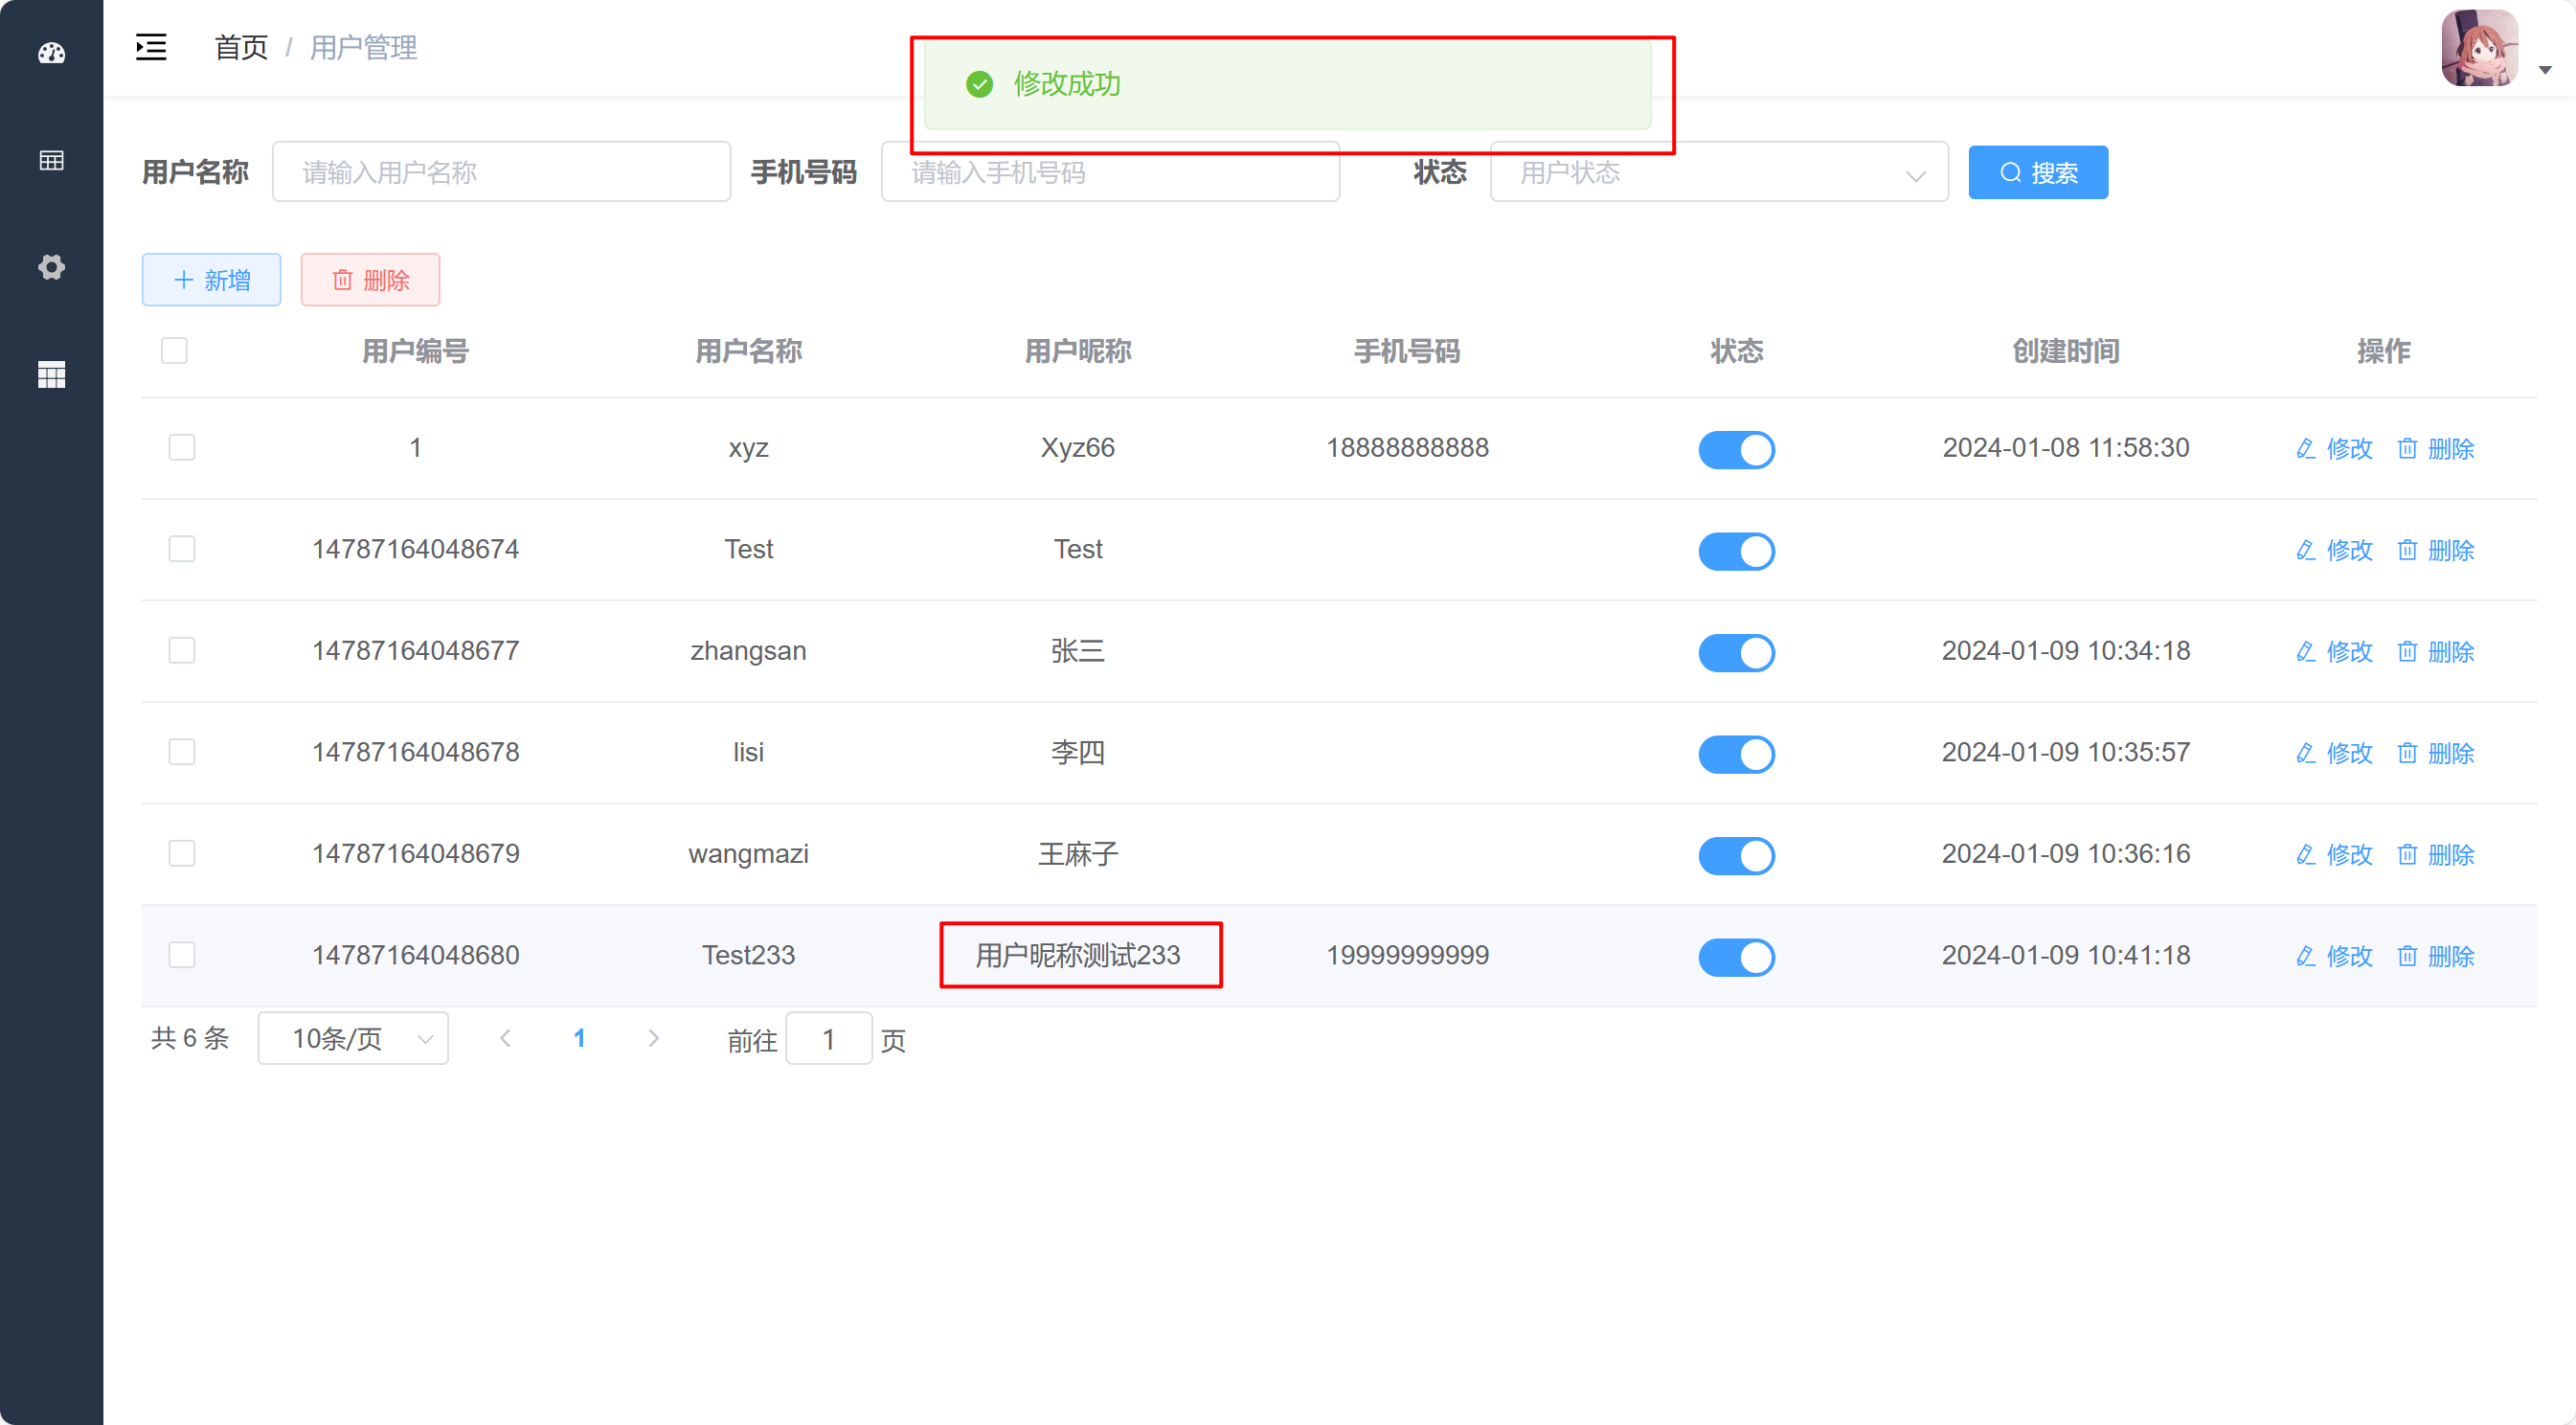 首页 / 用户管理
修改成功
用户名称 请输入用户名称 手机号码 请输入手机号码 状态 用户状态 搜索
新增 删除
用户编号 用户名称 用户昵称 手机号码 状态 创建时间 操作
1 xyz Xyz66 18888888888 2024-01-08 11:58:30 修改 删除
14787164048674 Test Test 修改 删除
14787164048677 zhangsan 张三 2024-01-09 10:34:18 修改 删除
14787164048678 lisi 李四 2024-01-09 10:35:57 修改 删除
14787164048679 wangmazi 王麻子 2024-01-09 10:36:16 修改 删除
14787164048680 Test233 用户昵称测试233 19999999999 2024-01-09 10:41:18 修改 删除
共 6 条 10条/页 1 前往 1 页